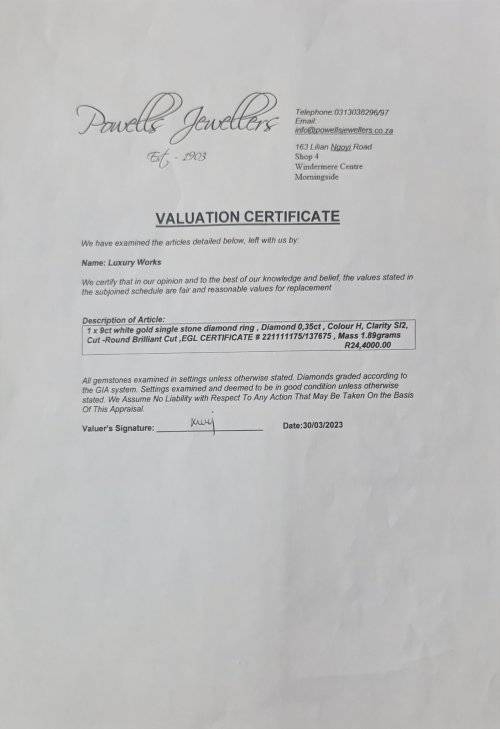 Powells Jewellers
Est. - 1903
Telephone:0313038296/97
Email:
info@powellsjewellers.co.za
163 Lilian Ngoyi Road
Shop 4
Windermere Centre
Morningside
VALUATION CERTIFICATE
We have examined the articles detailed below, left with us by:
Name: Luxury Works
We certify that in our opinion and to the best of our knowledge and belief, the values stated in
the subjoined schedule are fair and reasonable values for replacement
Description of Article:
1 x 9ct white gold single stone diamond ring , Diamond 0,35ct , Colour H, Clarity SI2,
Cut -Round Brilliant Cut ,EGL CERTIFICATE # 221111175/137675 , Mass 1.89grams
R24,4000.00
All gemstones examined in settings unless otherwise stated. Diamonds graded according to
the GIA system. Settings examined and deemed to be in good condition unless otherwise
stated. We Assume No Liability with Respect To Any Action That May Be Taken On the Basis
Of This Appraisal.
Valuer's Signature: Date:30/03/2023